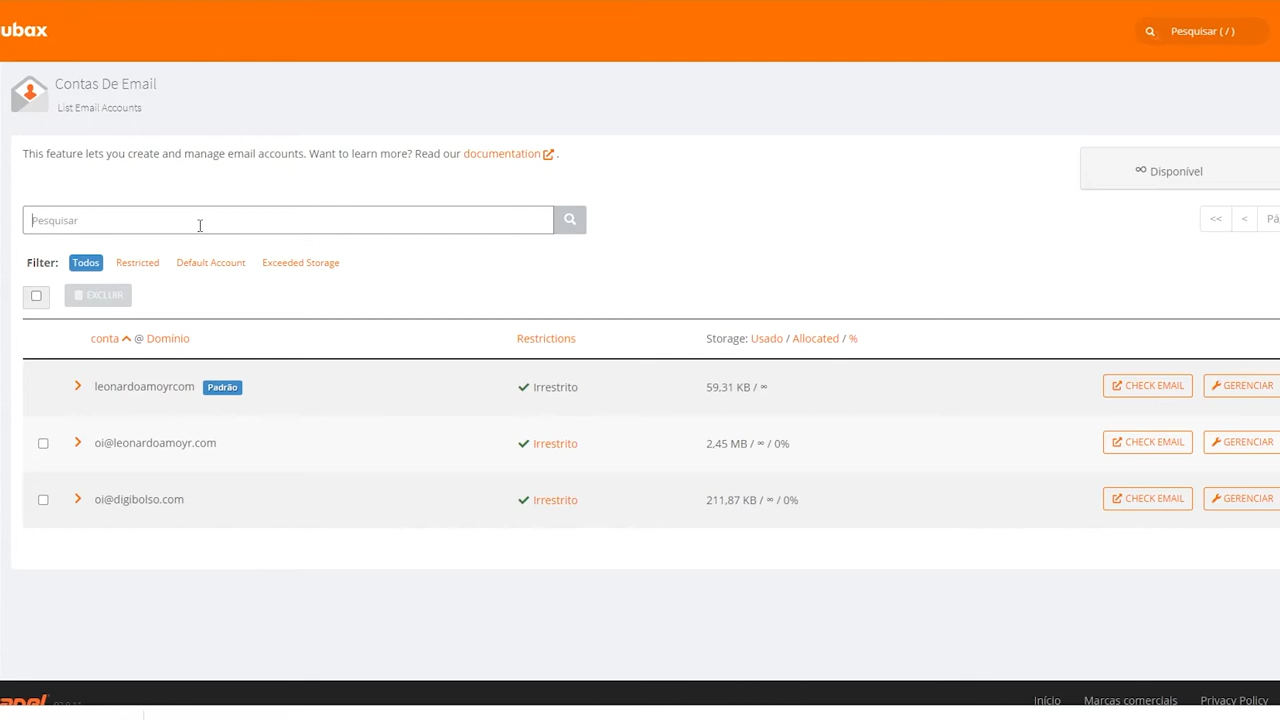 ubax
Pesquisar ( / )
Contas De Email
List Email Accounts
This feature lets you create and manage email accounts. Want to learn more? Read our documentation .
∞ Disponível
Pesquisar
<< < Pá
Filter: Todos Restricted Default Account Exceeded Storage
EXCLUIR
conta @ Domínio Restrictions Storage: Usado / Allocated / %
leonardoamoyrcom Padrão Irrestrito 59,31 KB / ∞ CHECK EMAIL GERENCIAR
oi@leonardoamoyr.com Irrestrito 2,45 MB / ∞ / 0% CHECK EMAIL GERENCIAR
oi@digibolso.com Irrestrito 211,87 KB / ∞ / 0% CHECK EMAIL GERENCIAR
Início Marcas comerciais Privacy Policy